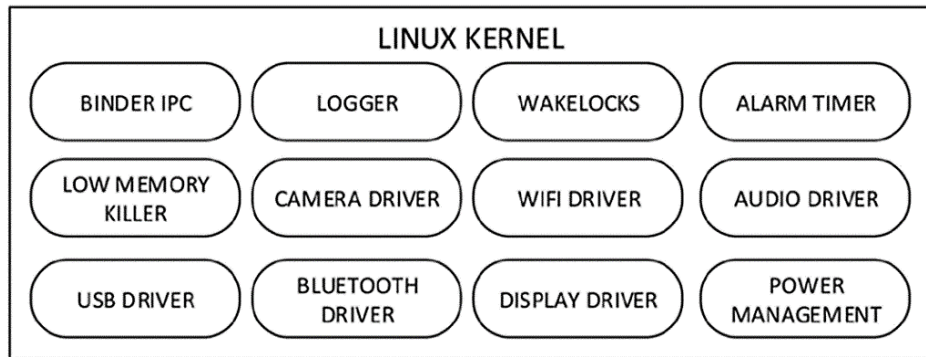 LINUX KERNEL
BINDER IPC
LOGGER
WAKELOCKS
ALARM TIMER
LOW MEMORY
KILLER
CAMERA DRIVER
WIFI DRIVER
AUDIO DRIVER
USB DRIVER
BLUETOOTH
DRIVER
DISPLAY DRIVER
POWER
MANAGEMENT